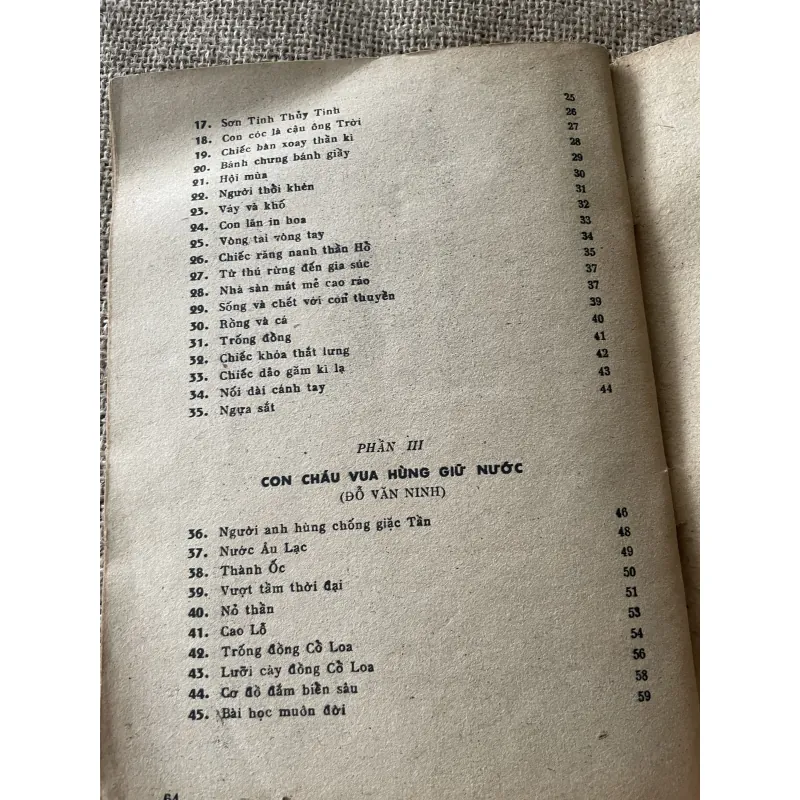 17. Sơn Tinh Thủy Tinh 25
18. Con cóc là cậu ông Trời 26
19. Chiếc bàn xoay thần kì 27
20. Bánh chưng bánh giầy 28
21. Hội mùa 29
22. Người thổi khèn 30
23. Váy và khố 31
24. Con lăn in hoa 32
25. Vòng tai vòng tay 33
26. Chiếc răng nanh thần Hồ 34
27. Từ thú rừng đến gia súc 35
28. Nhà sàn mát mẻ cao ráo 37
29. Sống và chết với con thuyền 37
30. Rồng và cá 39
31. Trống đồng 40
32. Chiếc khóa thắt lưng 41
33. Chiếc dao găm kì lạ 42
34. Nối dài cánh tay 43
35. Ngựa sắt 44
PHẦN III
CON CHÁU VUA HÙNG GIỮ NƯỚC
(ĐỖ VĂN NINH)
36. Người anh hùng chống giặc Tần 46
37. Nước Âu Lạc 48
38. Thành Ốc 49
39. Vượt tầm thời đại 50
40. Nỏ thần 51
41. Cao Lỗ 53
42. Trống đồng Cổ Loa 54
43. Lưỡi cày đồng Cổ Loa 56
44. Cơ đồ đắm biển sâu 58
45. Bài học muôn đời 59
64